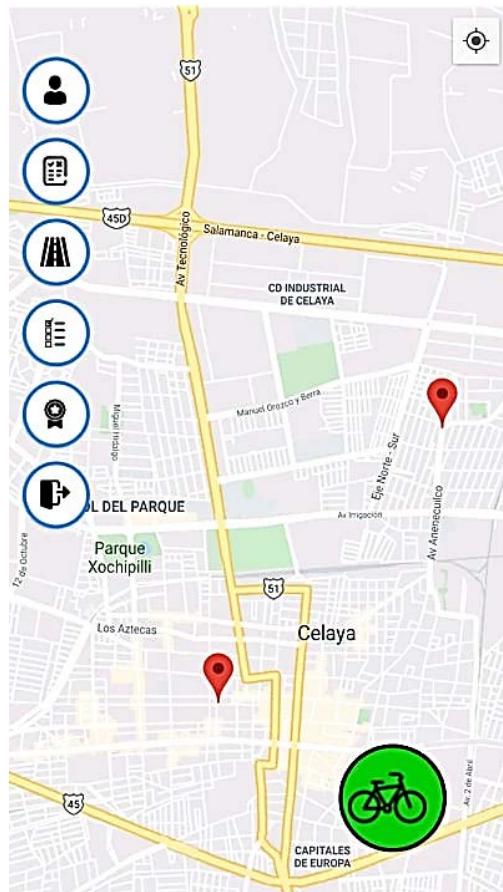 51
45D
Salamanca - Celaya
Av Tecnológico
CD INDUSTRIAL
DE CELAYA
Manuel Orozco y Berra
Miguel Hidalgo
Eje Norte - Sur
OL DEL PARQUE
Av Irrigación
Av Anenecuilco
Parque
Xochipilli
12 de Octubre
51
Los Aztecas
Celaya
45
Av. 2 de Abril
CAPITALES
DE EUROPA